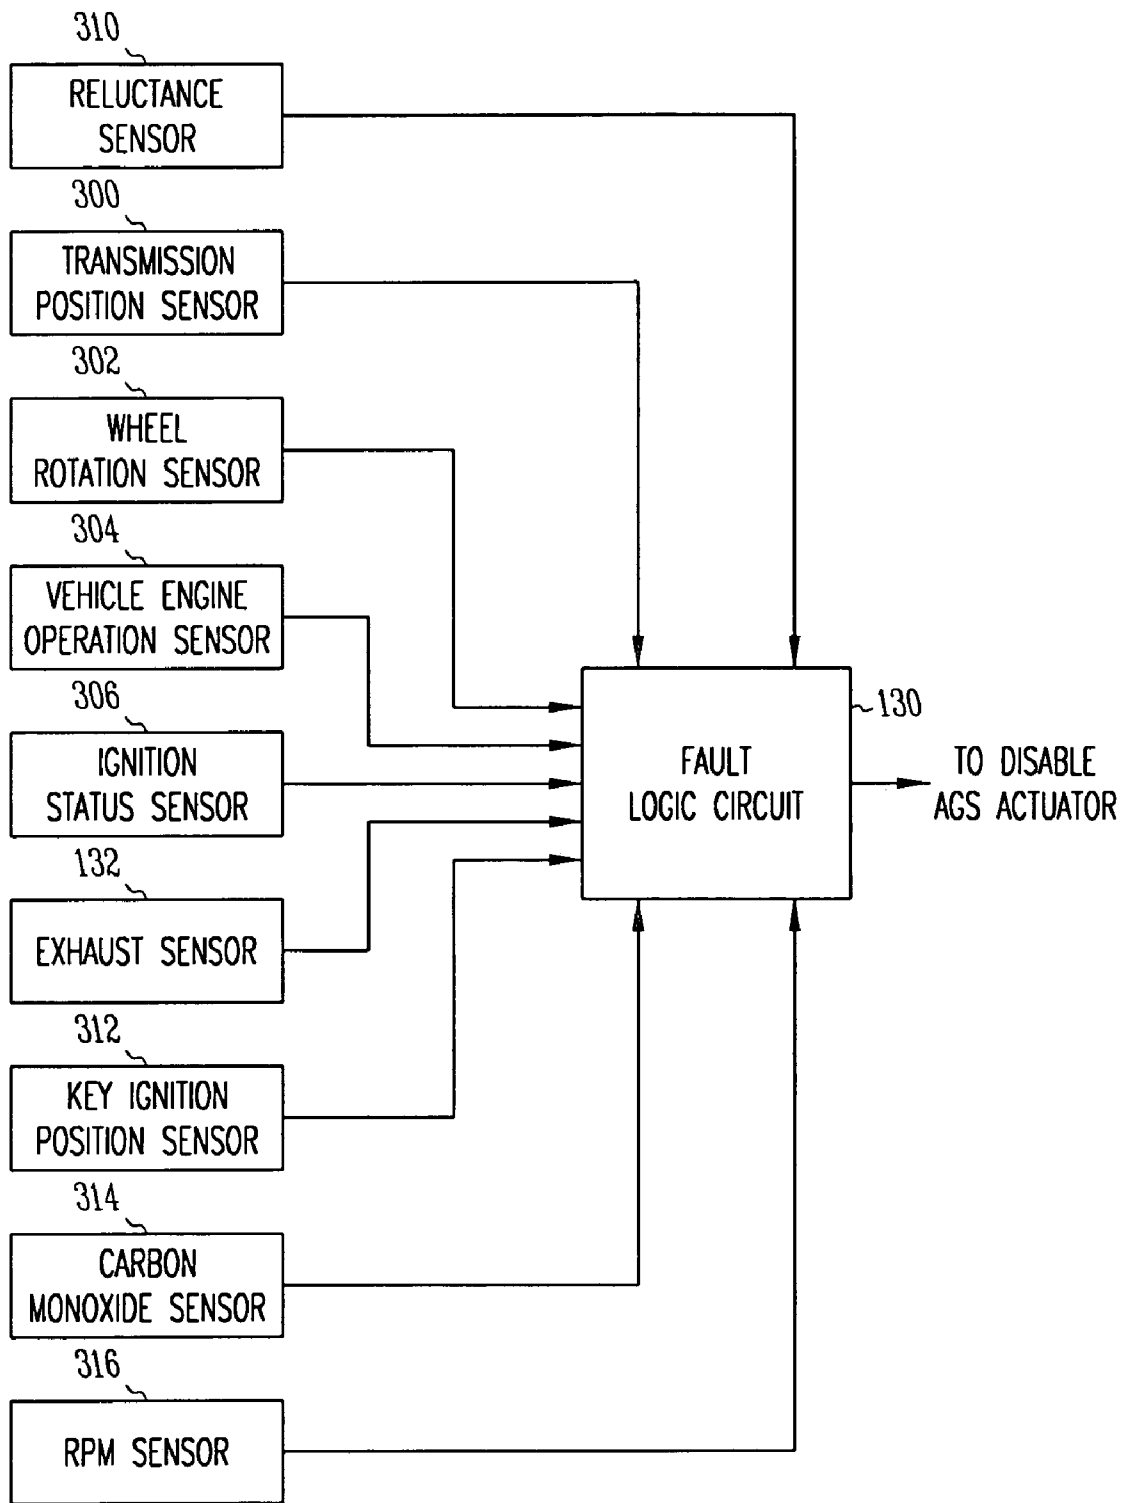 310
RELUCTANCE
SENSOR
300
TRANSMISSION
POSITION SENSOR
302
WHEEL
ROTATION SENSOR
304
VEHICLE ENGINE
OPERATION SENSOR
306
IGNITION
STATUS SENSOR
132
EXHAUST SENSOR
312
KEY IGNITION
POSITION SENSOR
314
CARBON
MONOXIDE SENSOR
316
RPM SENSOR
130
FAULT
LOGIC CIRCUIT
TO DISABLE
AGS ACTUATOR